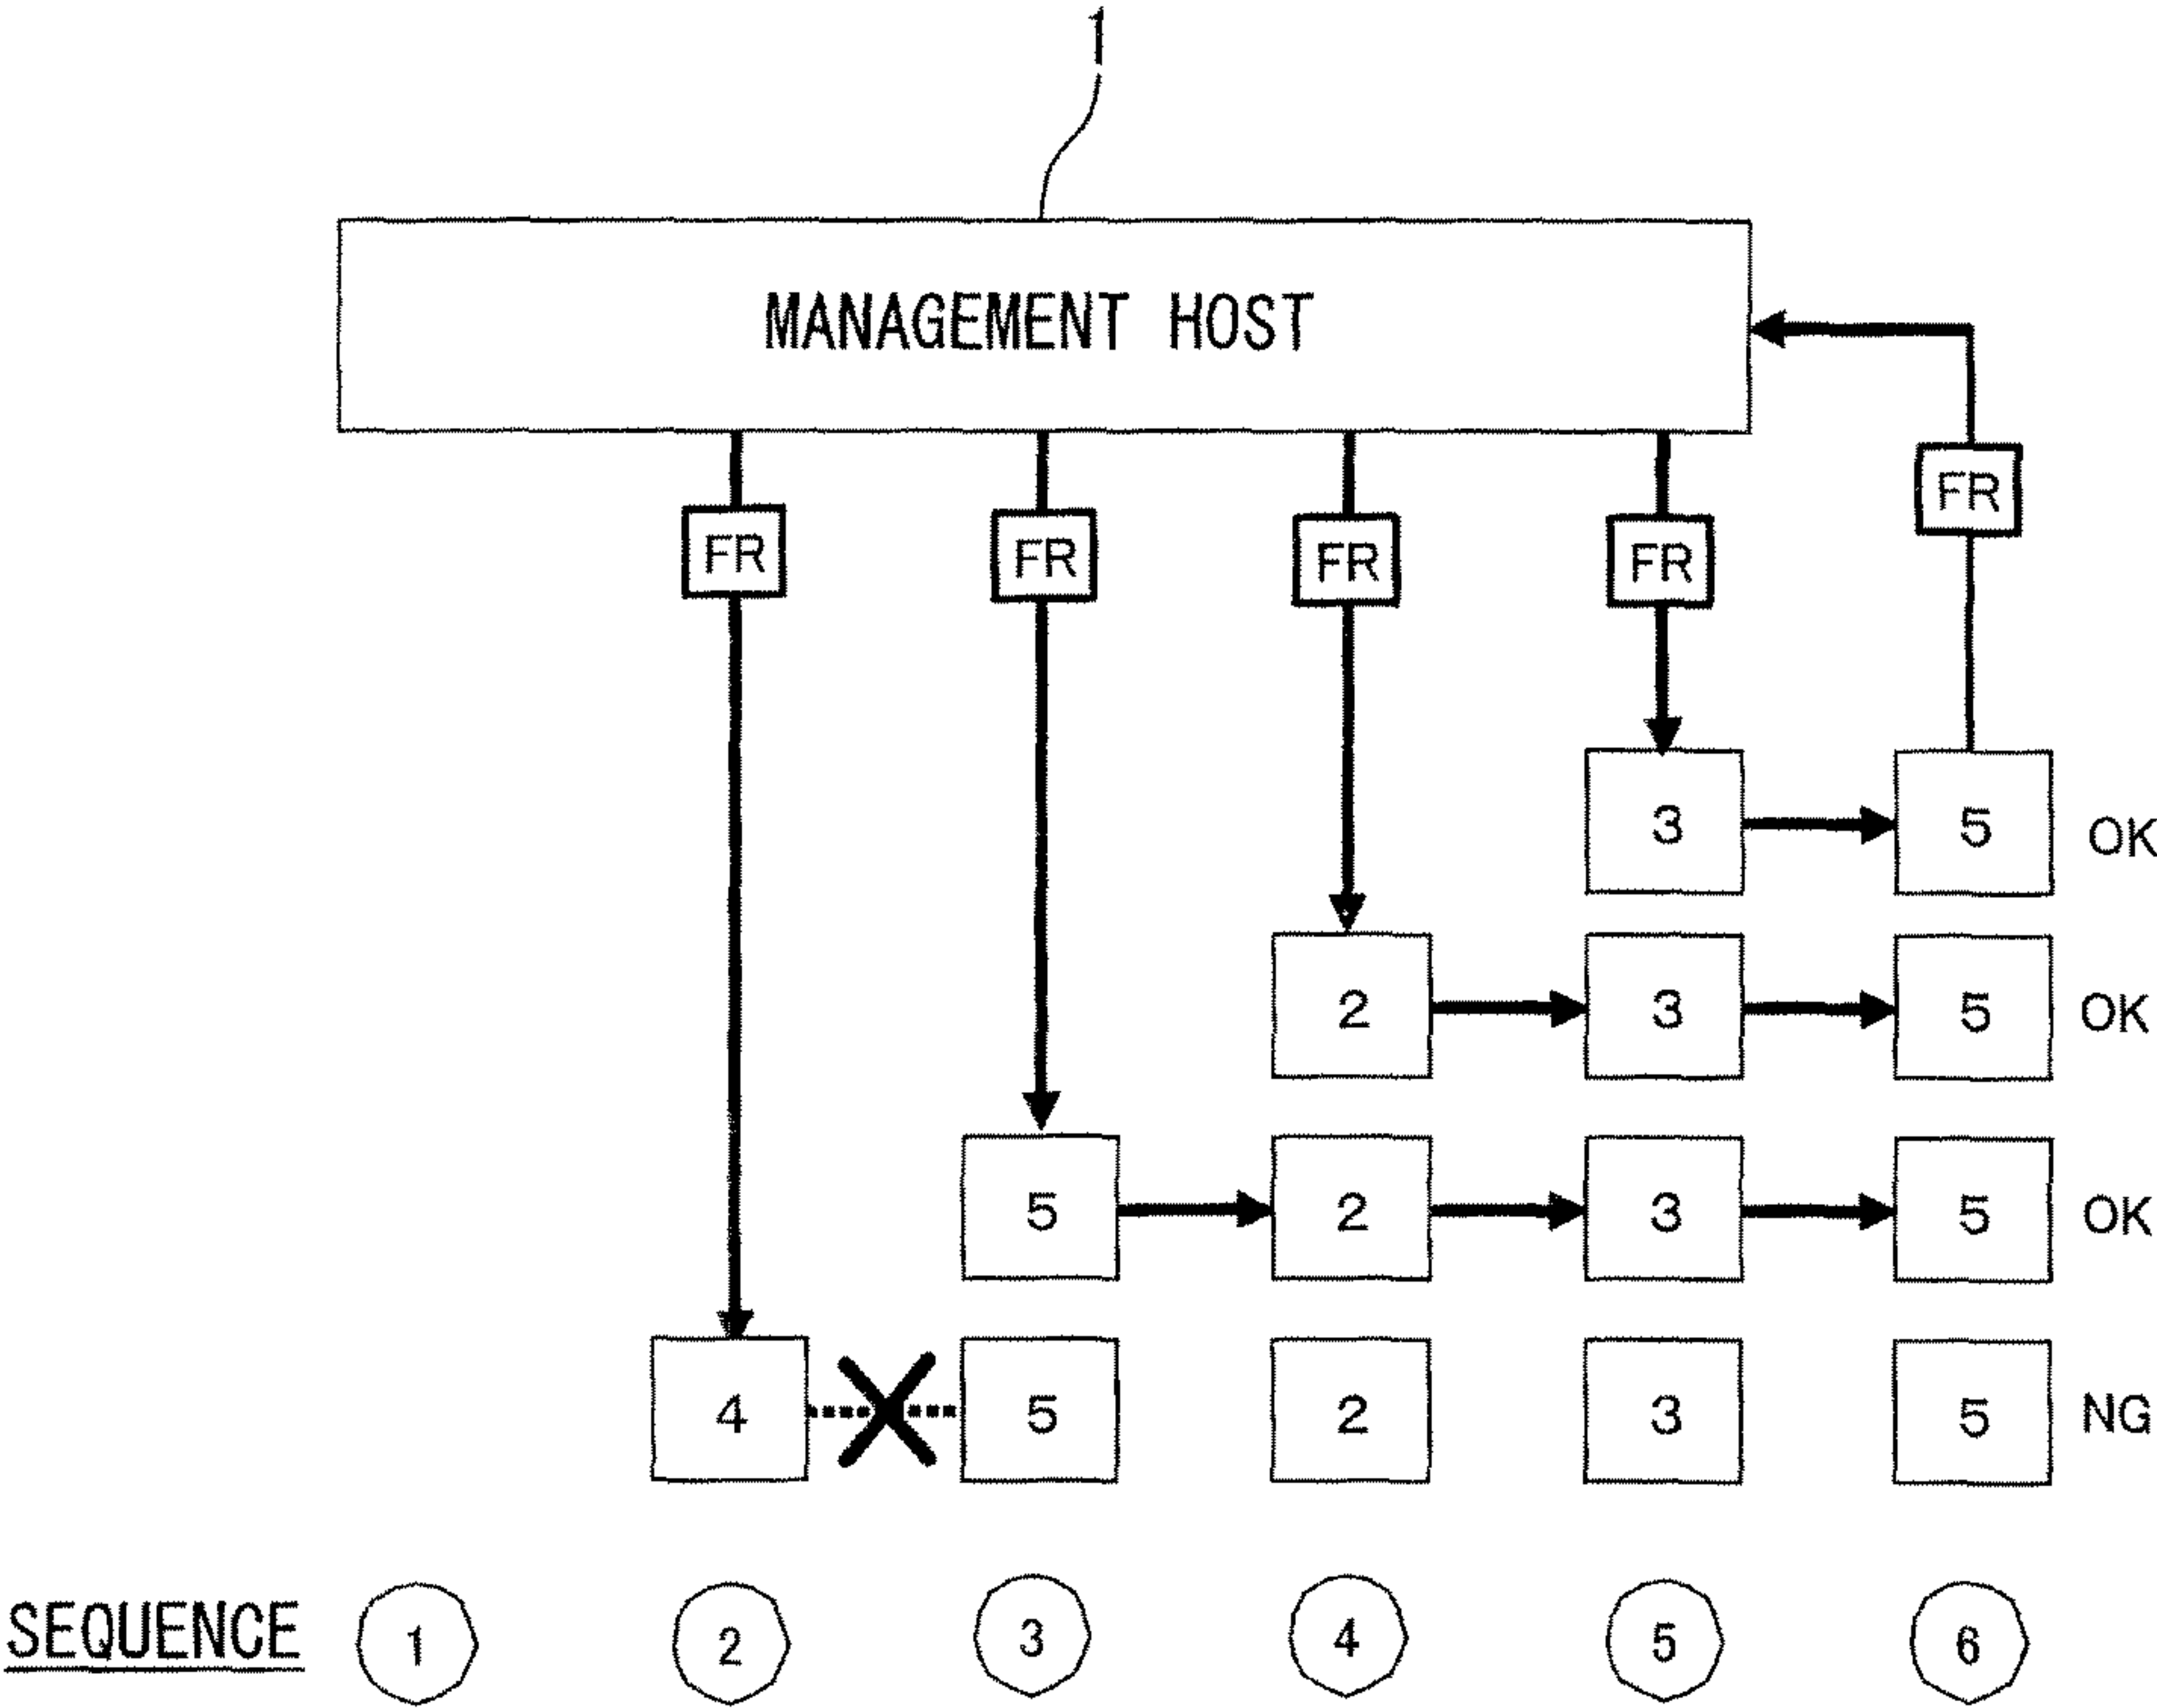 1
MANAGEMENT HOST
FR FR FR FR FR
3 5 OK
2 3 5 OK
5 2 3 5 OK
4 5 2 3 5 NG
SEQUENCE 1 2 3 4 5 6